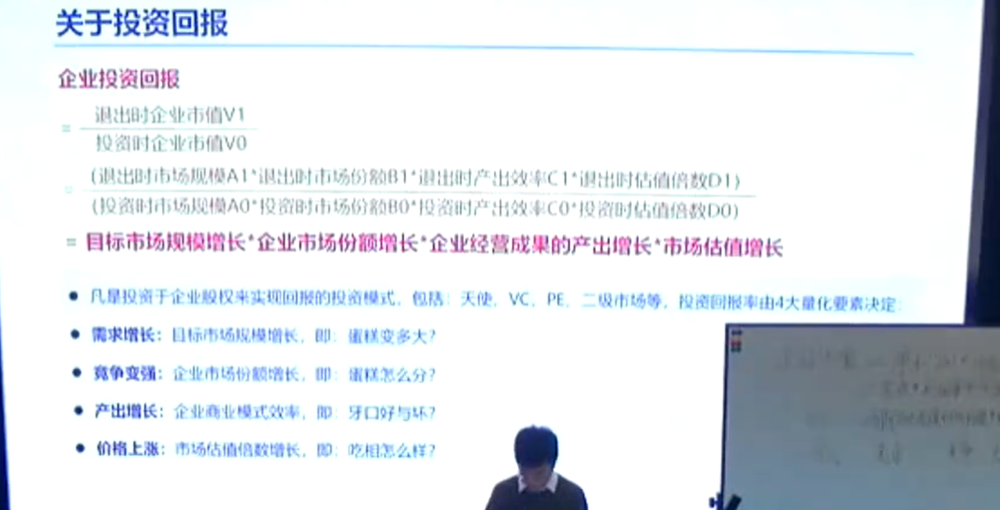 关于投资回报
企业投资回报
= 退出时企业市值V1
投资时企业市值V0
= (退出时市场规模A1*退出时市场份额B1*退出时产出效率C1*退出时估值倍数D1)
(投资时市场规模A0*投资时市场份额B0*投资时产出效率C0*投资时估值倍数D0)
= 目标市场规模增长*企业市场份额增长*企业经营成果的产出增长*市场估值增长
● 凡是投资于企业股权来实现回报的投资模式，包括：天使、VC、PE、二级市场等，投资回报率由4大量化要素决定：
● 需求增长：目标市场规模增长，即：蛋糕变多大？
● 竞争变强：企业市场份额增长，即：蛋糕怎么分？
● 产出增长：企业商业模式效率，即：牙口好与坏？
● 价格上涨：市场估值倍数增长，即：吃相怎么样？